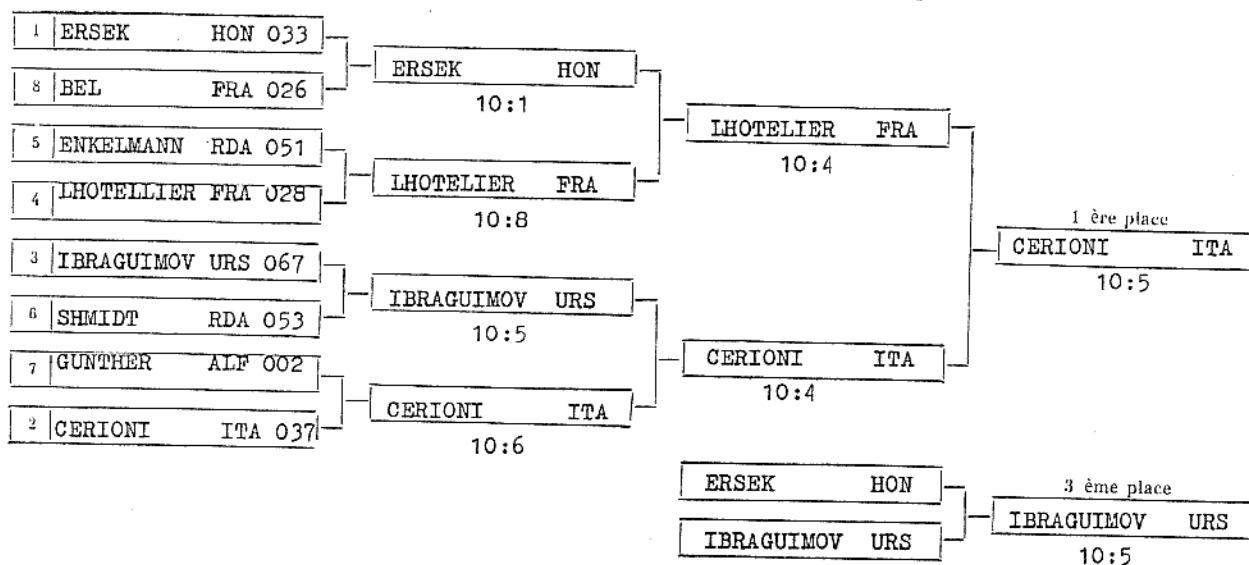 1 ERSEK HON 033
8 BEL FRA 026
5 ENKELMANN RDA 051
4 LHOTELLIER FRA 028
3 IBRAGUIMOV URS 067
6 SHMIDT RDA 053
7 GUNTHER ALF 002
2 CERIONI ITA 037
ERSEK HON
10:1
LHOTELIER FRA
10:8
IBRAGUIMOV URS
10:5
CERIONI ITA
10:6
LHOTELIER FRA
10:4
CERIONI ITA
10:4
1 ère place
CERIONI ITA
10:5
ERSEK HON
IBRAGUIMOV URS
3 ème place
IBRAGUIMOV URS
10:5